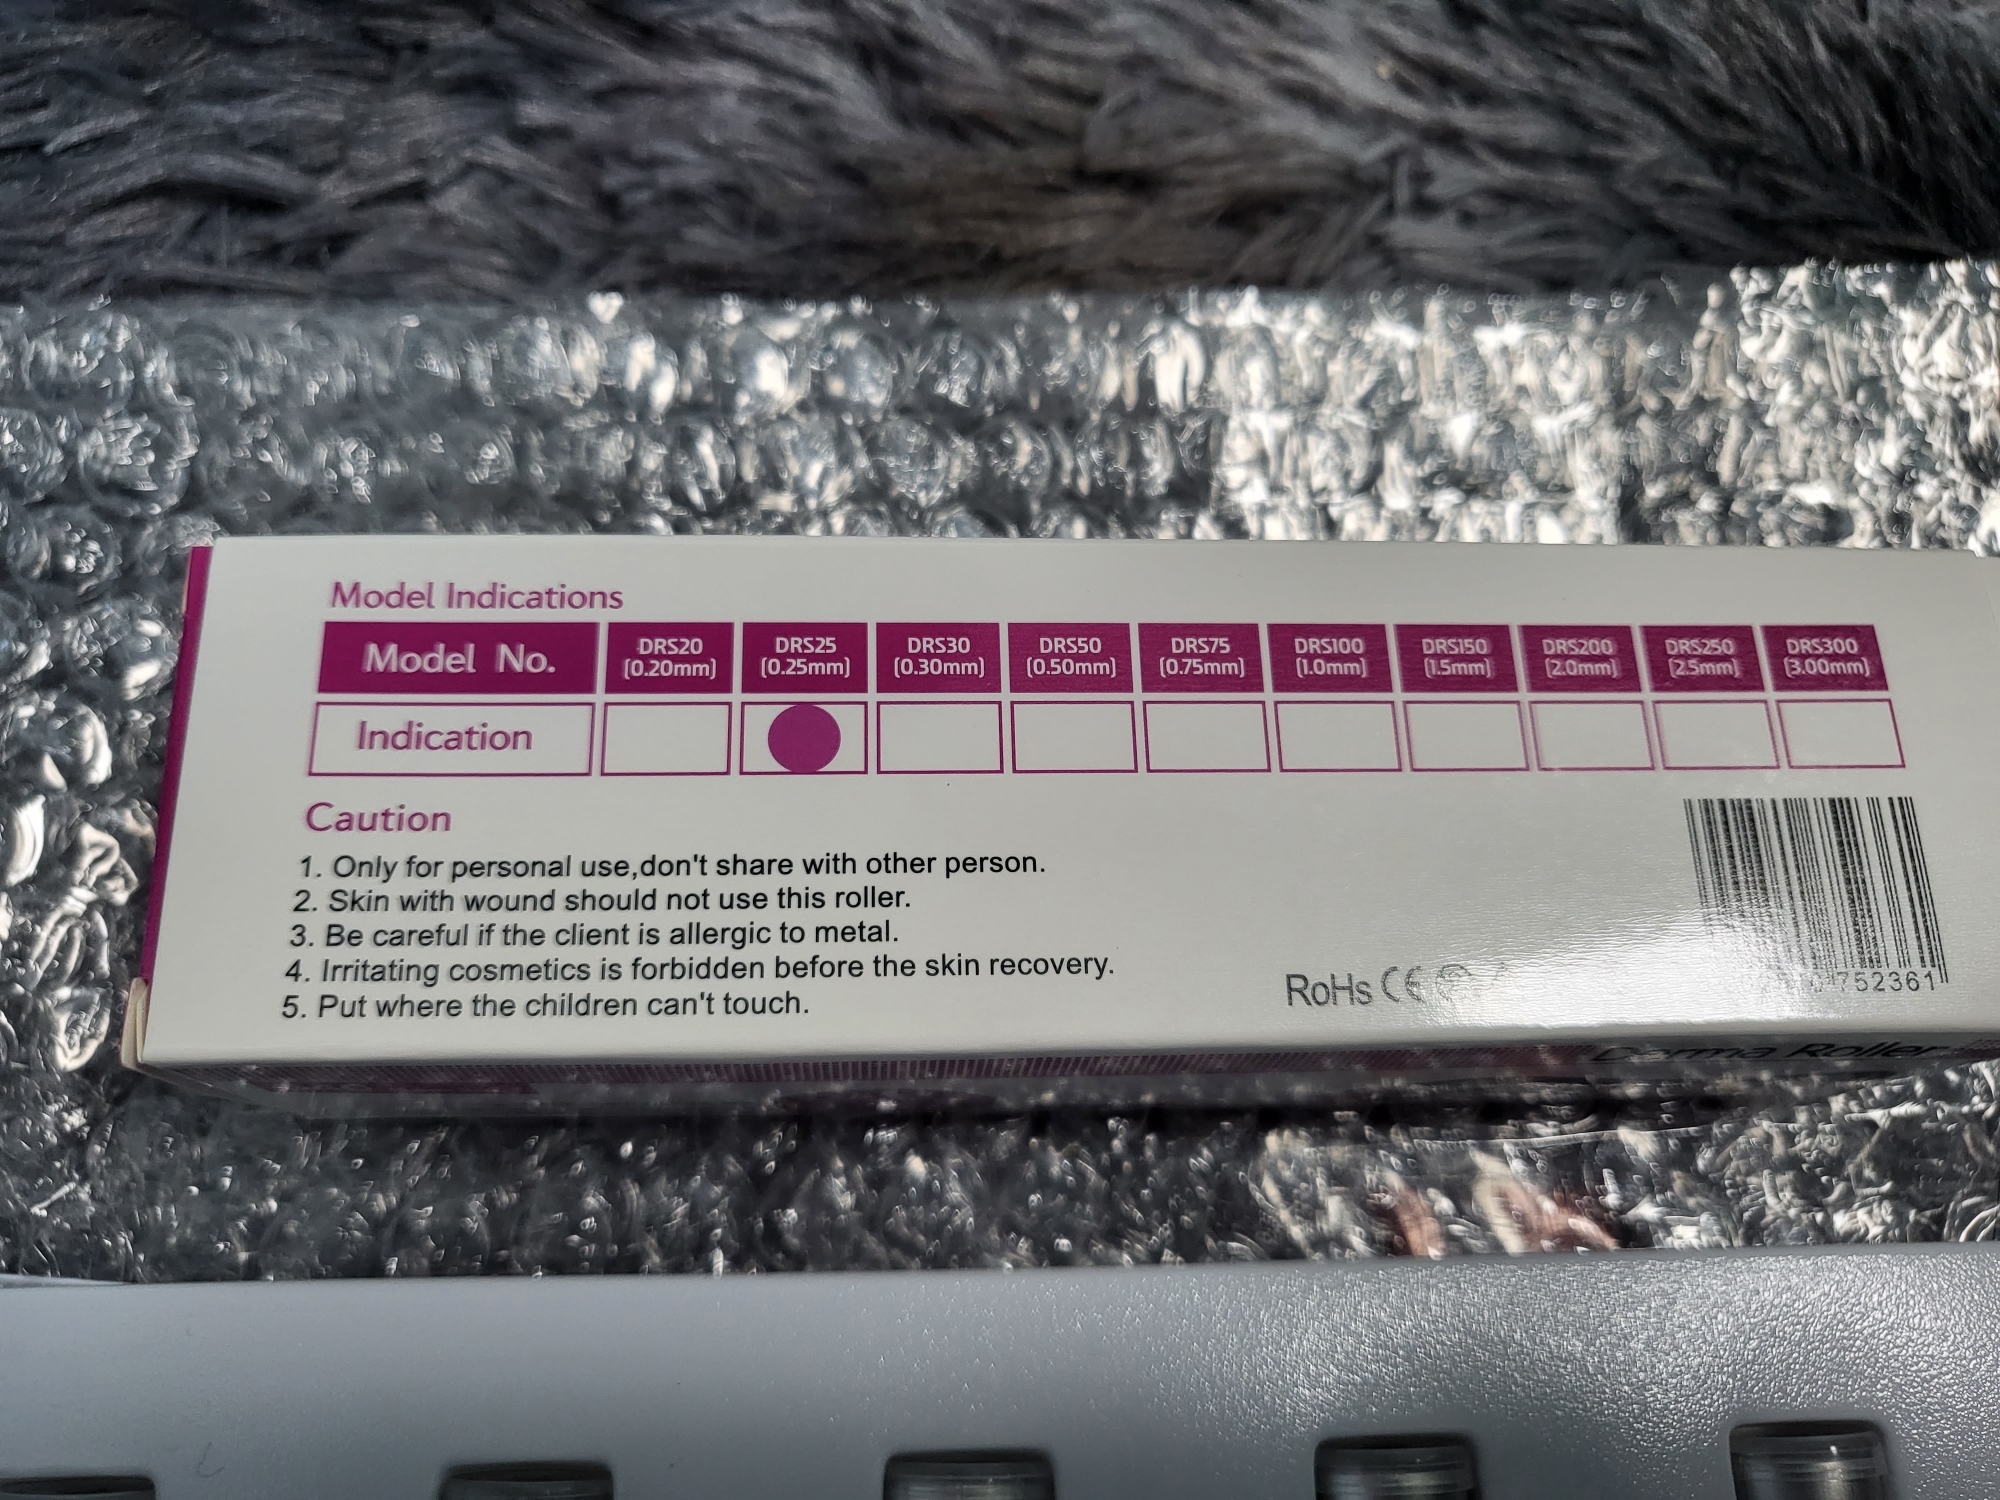 Model Indications
Model No. DRS20 (0.20mm) DRS25 (0.25mm) DRS30 (0.30mm) DRS50 (0.50mm) DRS75 (0.75mm) DRS100 (1.0mm) DRS150 (1.5mm) DRS200 (2.0mm) DRS250 (2.5mm) DRS300 (3.00mm)
Indication
Caution
1. Only for personal use,don't share with other person.
2. Skin with wound should not use this roller.
3. Be careful if the client is allergic to metal.
4. Irritating cosmetics is forbidden before the skin recovery.
5. Put where the children can't touch.
RoHs CE
752361
Derma Roller